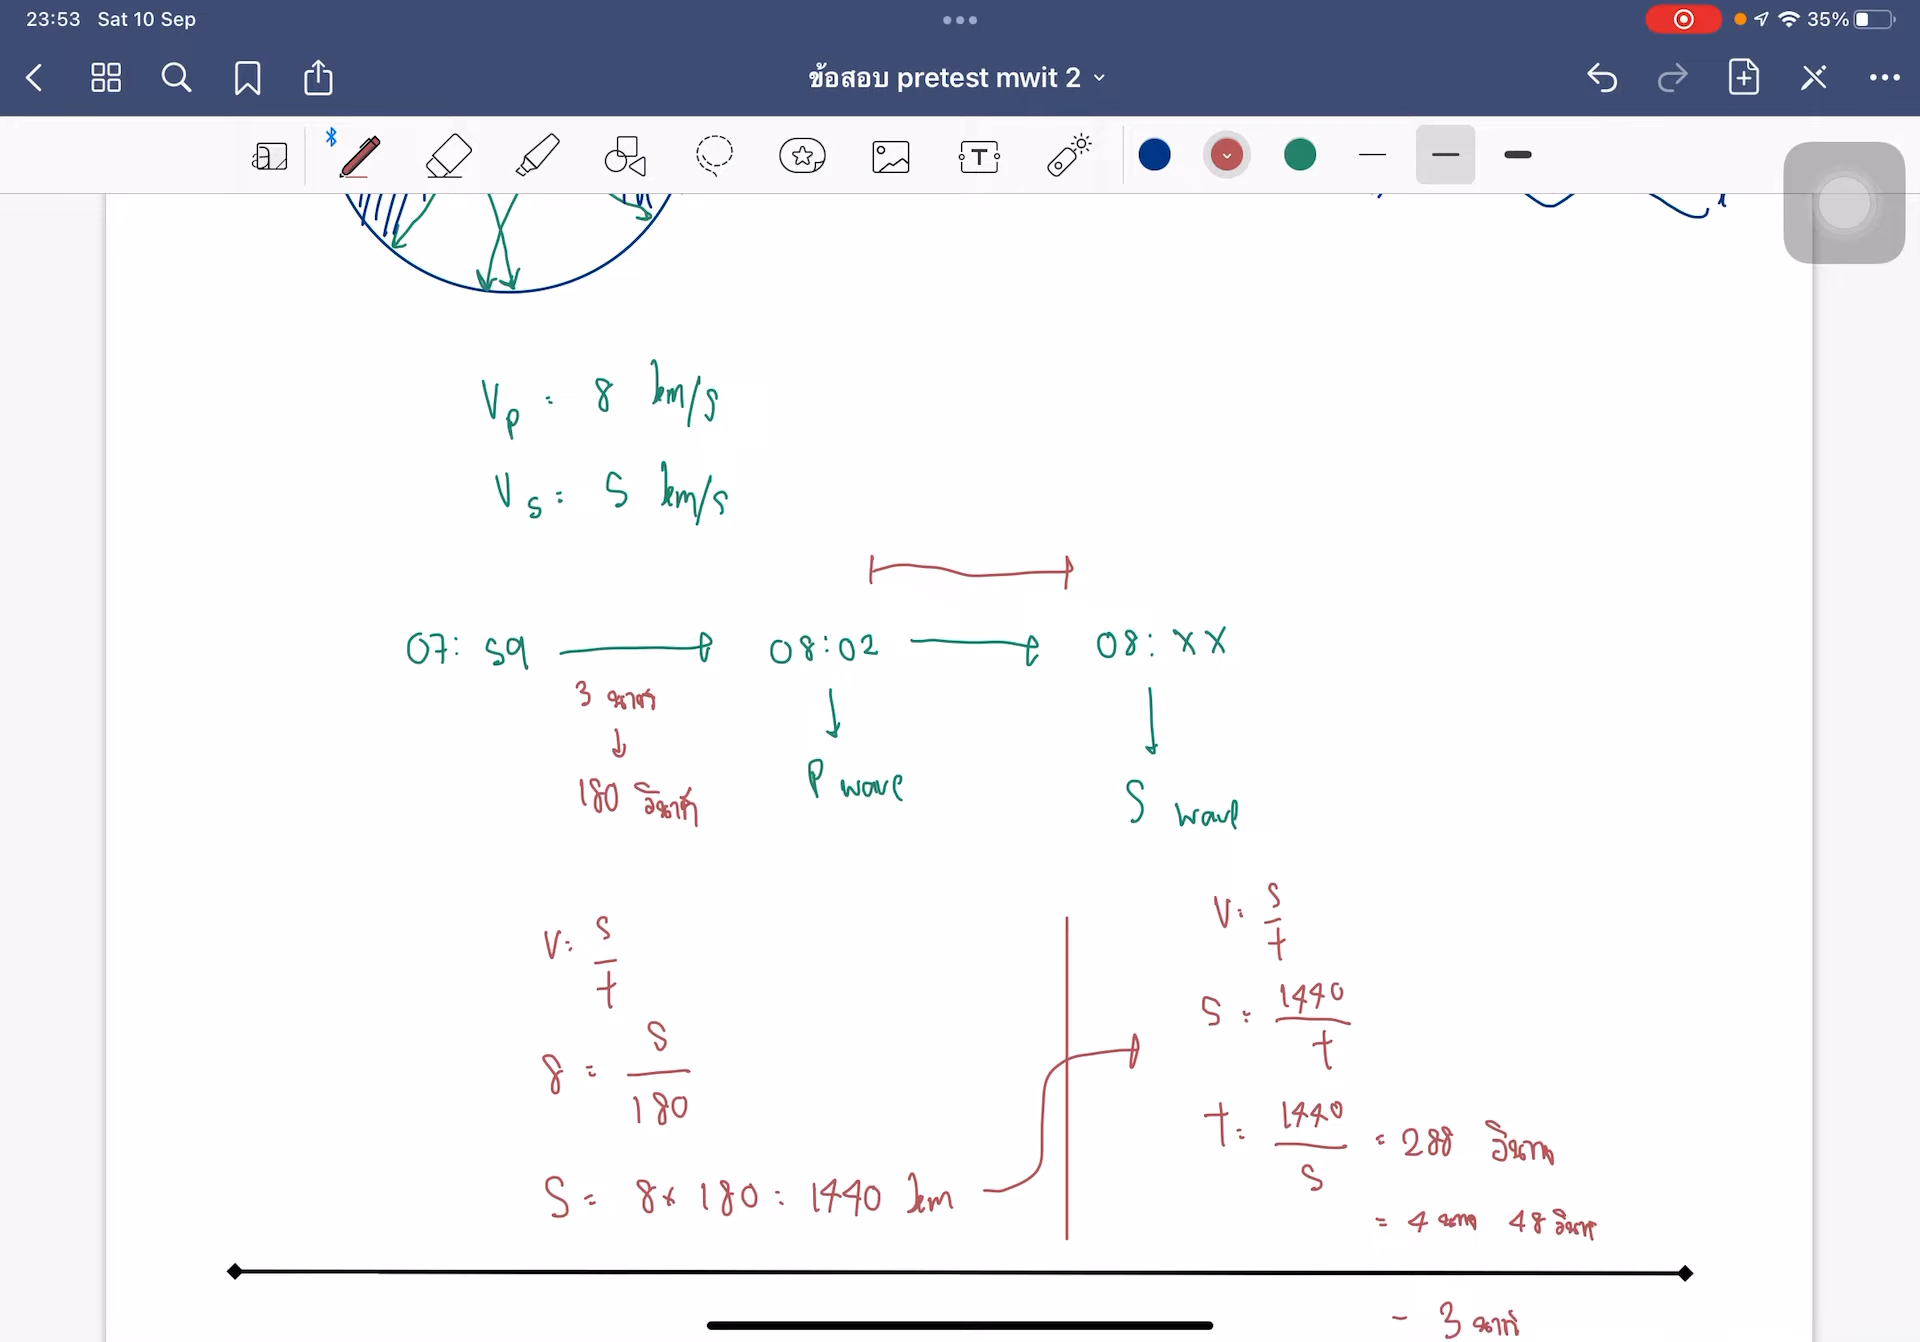 23:53 Sat 10 Sep
35%
ข้อสอบ pretest mwit 2
T
Vp = 8 km/s
Vs = 5 km/s
07:59 08:02 08:XX
3 นาที
180 วินาที
P wave
S wave
V = s/t
8 = s/180
S = 8 × 180 = 1440 km
V = s/t
5 = 1440/t
t = 1440/5 = 288 วินาที
= 4 นาที 48 วินาที
- 3 นาที